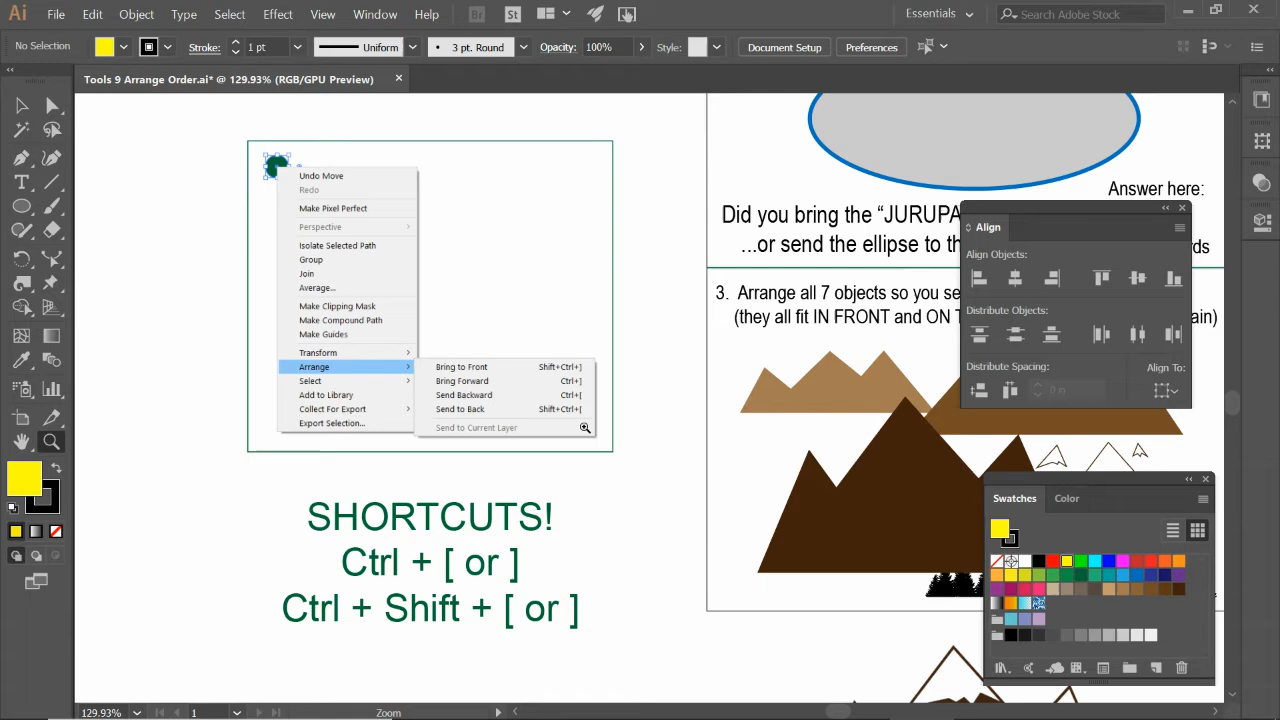 Ai File Edit Object Type Select Effect View Window Help Br St Essentials Search Adobe Stock
No Selection Stroke: 1 pt Uniform 3 pt. Round Opacity: 100% Style: Document Setup Preferences
Tools 9 Arrange Order.ai* @ 129.93% (RGB/GPU Preview)
Undo Move
Redo
Make Pixel Perfect
Perspective
Isolate Selected Path
Group
Join
Average...
Make Clipping Mask
Make Compound Path
Make Guides
Transform
Arrange
Select
Add to Library
Collect For Export
Export Selection...
Bring to Front Shift+Ctrl+]
Bring Forward Ctrl+]
Send Backward Ctrl+[
Send to Back Shift+Ctrl+[
Send to Current Layer
SHORTCUTS!
Ctrl + [ or ]
Ctrl + Shift + [ or ]
Answer here:
Did you bring the “JURUPA
...or send the ellipse to th
3. Arrange all 7 objects so you se
(they all fit IN FRONT and ON T
Align
Align Objects:
Distribute Objects:
Distribute Spacing: Align To:
0 in
Swatches Color
129.93% 1 Zoom